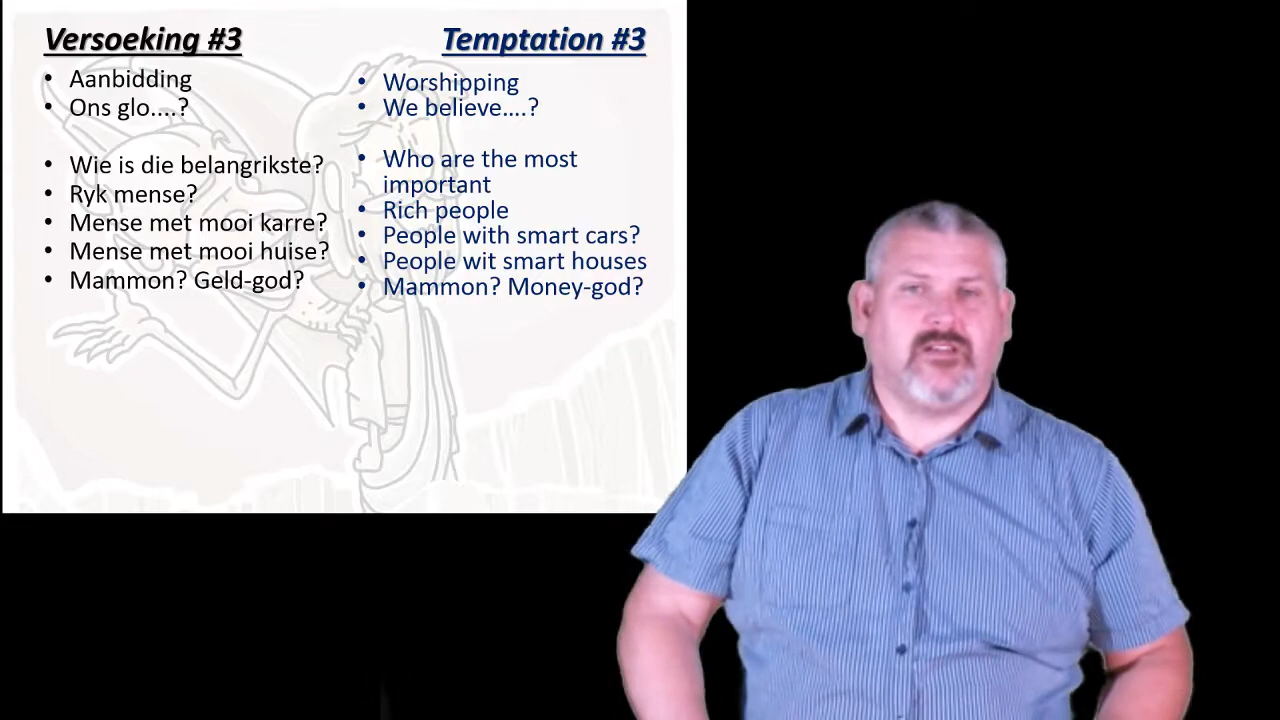 Versoeking #3
• Aanbidding
• Ons glo....?
• Wie is die belangrikste?
• Ryk mense?
• Mense met mooi karre?
• Mense met mooi huise?
• Mammon? Geld-god?
Temptation #3
• Worshipping
• We believe....?
• Who are the most
important
• Rich people
• People with smart cars?
• People wit smart houses
• Mammon? Money-god?